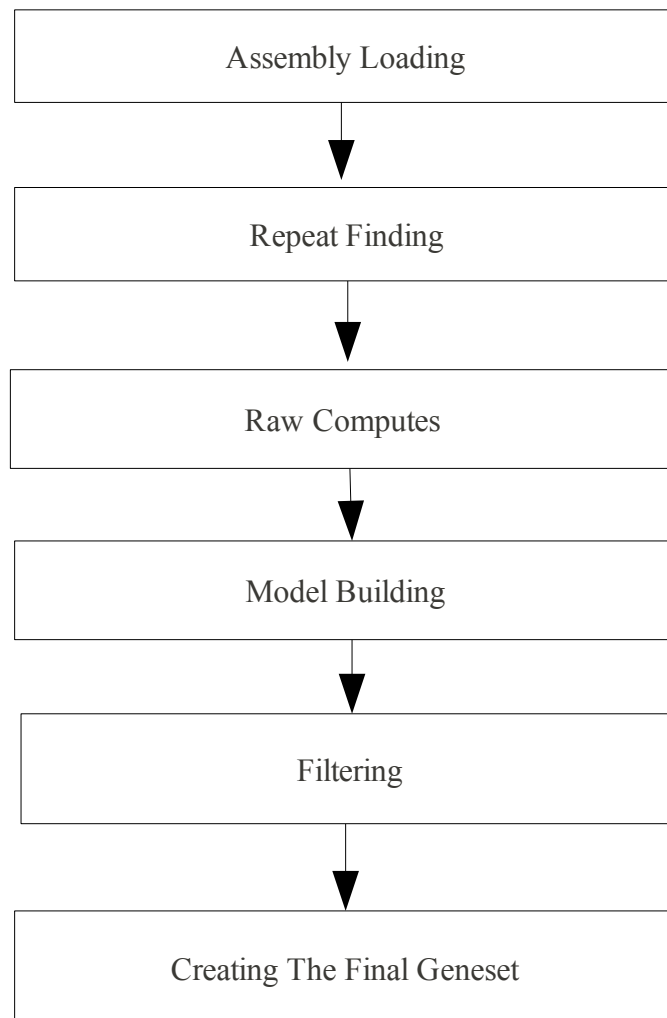 Assembly Loading
Repeat Finding
Raw Computes
Model Building
Filtering
Creating The Final Geneset